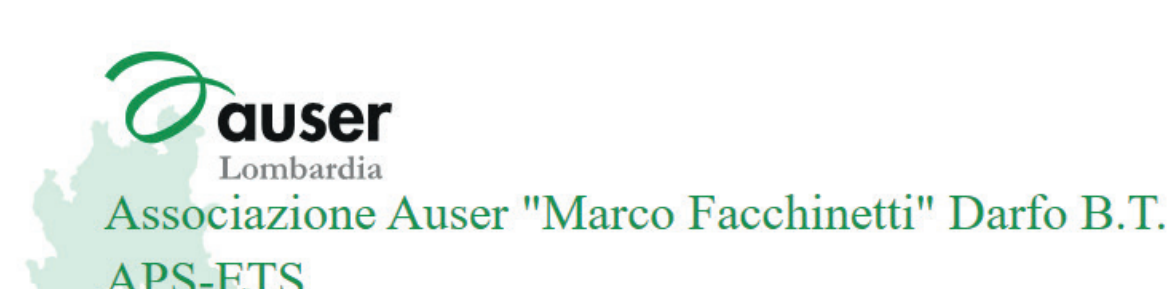 auser
Lombardia
Associazione Auser "Marco Facchinetti" Darfo B.T.
APS-ETS